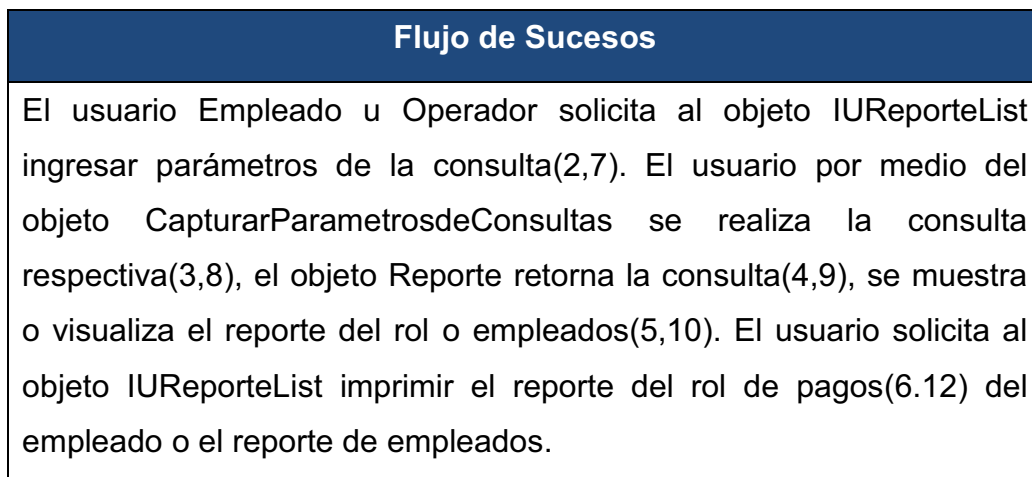 Flujo de Sucesos
El usuario Empleado u Operador solicita al objeto IUReporteList
ingresar parámetros de la consulta(2,7). El usuario por medio del
objeto CapturarParametrosdeConsultas se realiza la consulta
respectiva(3,8), el objeto Reporte retorna la consulta(4,9), se muestra
o visualiza el reporte del rol o empleados(5,10). El usuario solicita al
objeto IUReporteList imprimir el reporte del rol de pagos(6.12) del
empleado o el reporte de empleados.